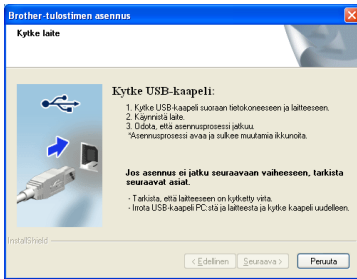 Brother-tulostimen asennus
Kytke laite
Kytke USB-kaapeli:
1. Kytke USB-kaapeli suoraan tietokoneeseen ja laitteeseen.
2. Käynnistä laite.
3. Odota, että asennusprosessi jatkuu.
*Asennusprosessi avaa ja sulkee muutamia ikkunoita.
Jos asennus ei jatku seuraavaan vaiheeseen, tarkista
seuraavat asiat.
- Tarkista, että laitteeseen on kytketty virta.
- Irrota USB-kaapeli PC:stä ja laitteesta ja kytke kaapeli uudelleen.
InstallShield
< Edellinen
Seuraava >
Peruuta